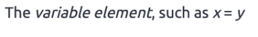 The variable element, such as x = y